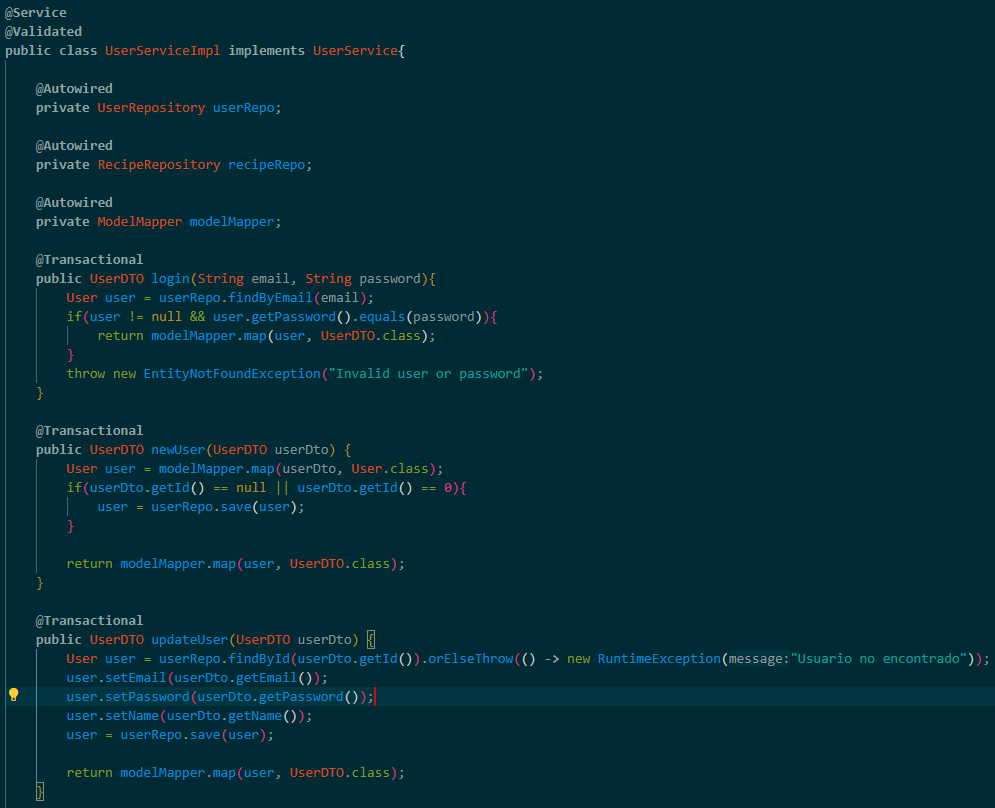 @Service
@Validated
public class UserServiceImpl implements UserService{
@Autowired
private UserRepository userRepo;
@Autowired
private RecipeRepository recipeRepo;
@Autowired
private ModelMapper modelMapper;
@Transactional
public UserDTO login(String email, String password){
User user = userRepo.findByEmail(email);
if(user != null && user.getPassword().equals(password)){
return modelMapper.map(user, UserDTO.class);
}
throw new EntityNotFoundException("Invalid user or password");
}
@Transactional
public UserDTO newUser(UserDTO userDto) {
User user = modelMapper.map(userDto, User.class);
if(userDto.getId() == null || userDto.getId() == 0){
user = userRepo.save(user);
}
return modelMapper.map(user, UserDTO.class);
}
@Transactional
public UserDTO updateUser(UserDTO userDto) {
User user = userRepo.findById(userDto.getId()).orElseThrow(() -> new RuntimeException(message:"Usuario no encontrado"));
user.setEmail(userDto.getEmail());
user.setPassword(userDto.getPassword());
user.setName(userDto.getName());
user = userRepo.save(user);
return modelMapper.map(user, UserDTO.class);
}